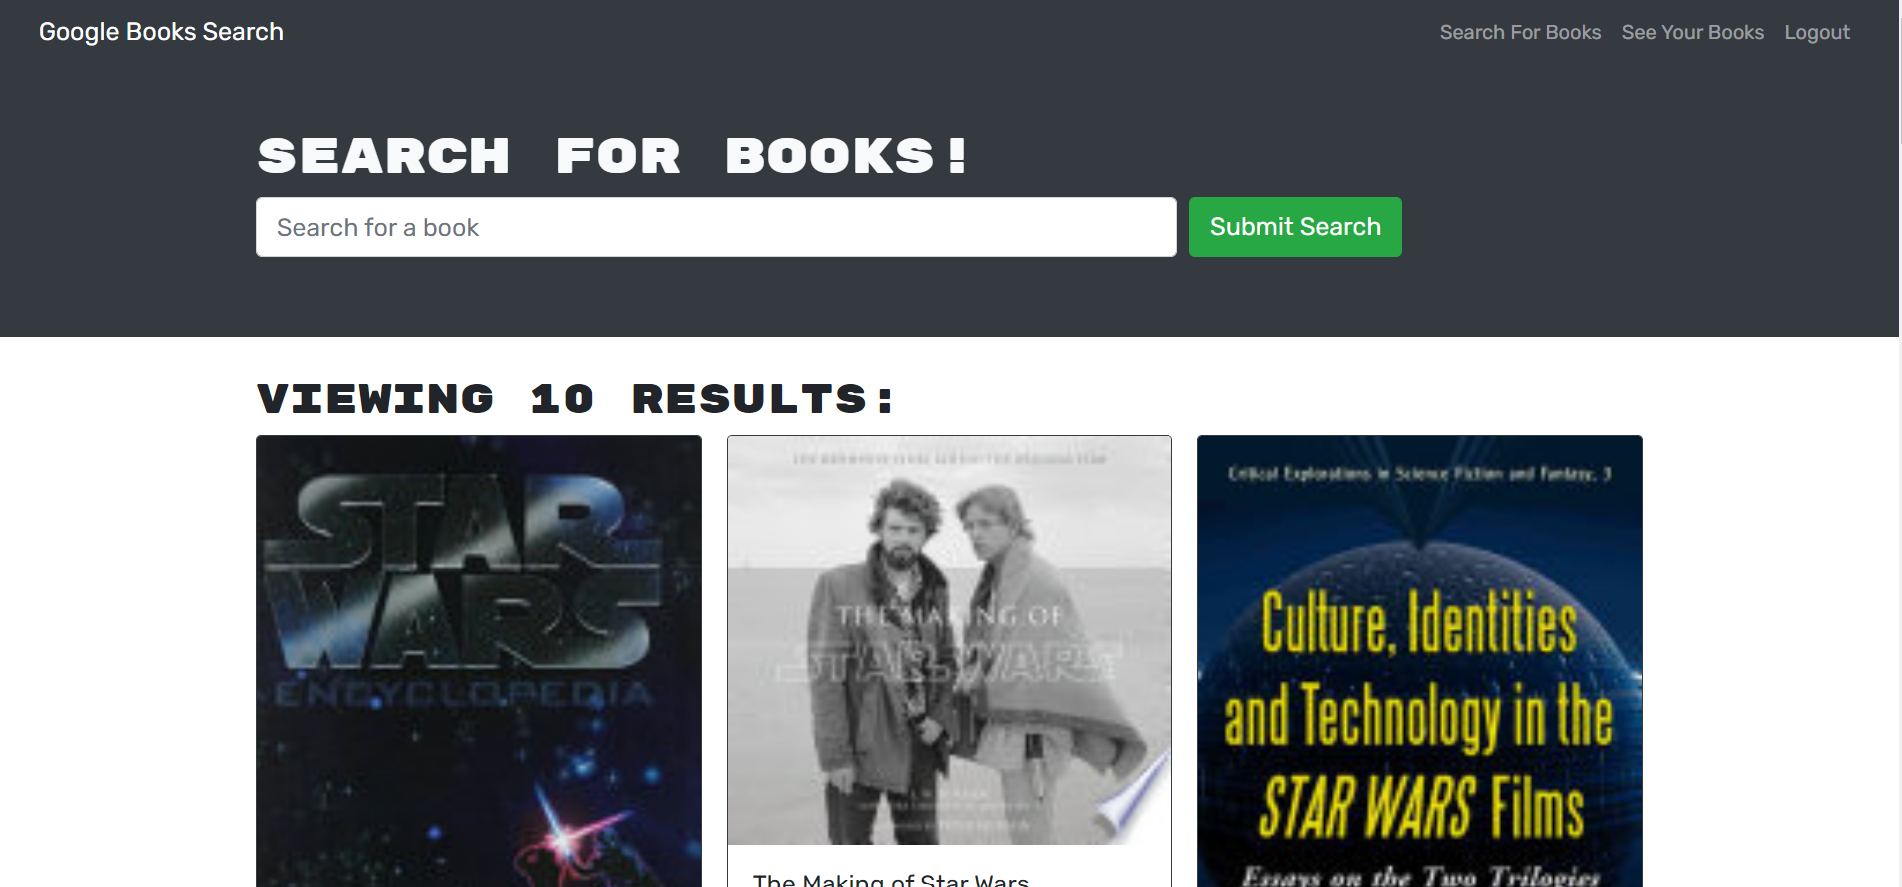 Google Books Search
Search For Books
See Your Books
Logout
SEARCH FOR BOOKS!
Search for a book
Submit Search
VIEWING 10 RESULTS:
STAR
WARS
ENCYCLOPEDIA
THE MAKING OF
STAR WARS
The Making of Star Wars
Critical Explorations in Science Fiction and Fantasy, 3
Culture, Identities
and Technology in the
STAR WARS Films
Essays on the Two Trilogies